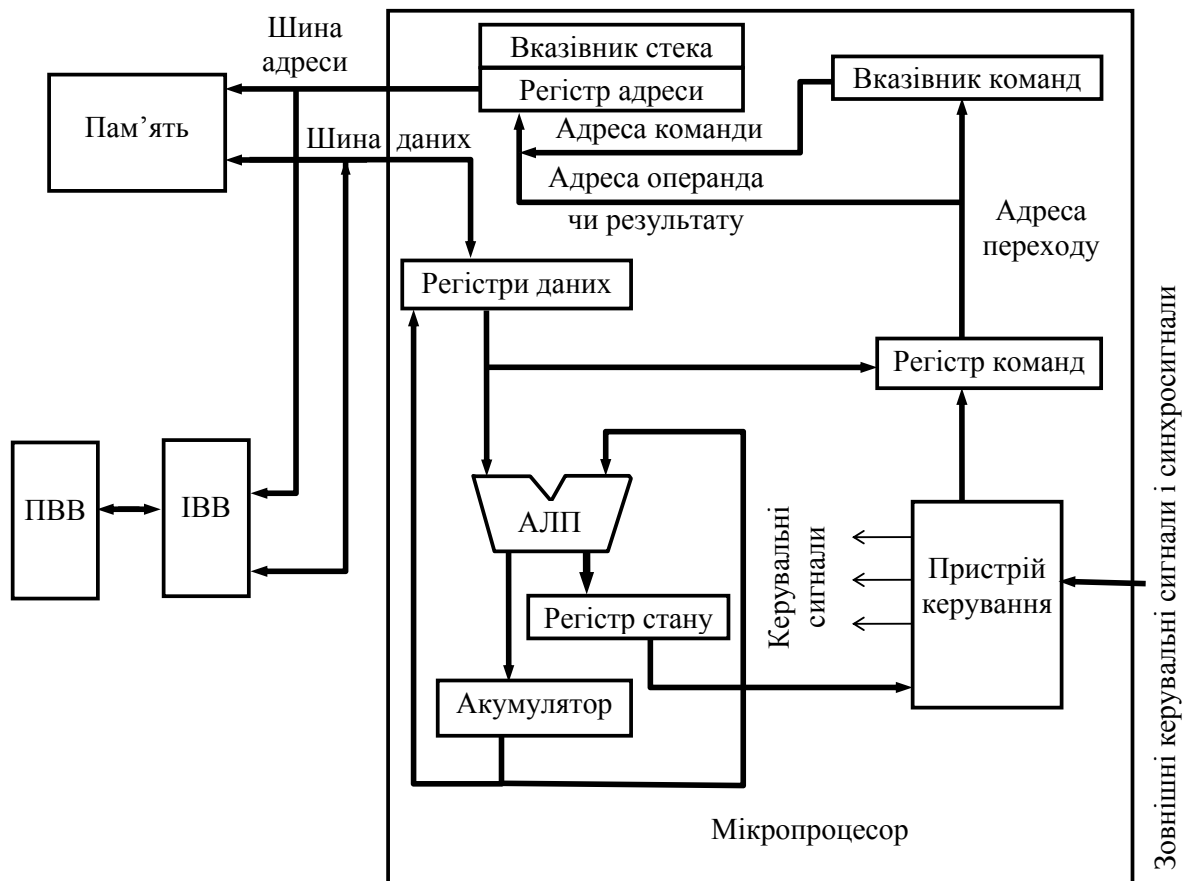 Шина
адреси
Вказівник стека
Регістр адреси
Вказівник команд
Пам’ять
Адреса команди
Шина даних
Адреса операнда
чи результату
Адреса
переходу
Регістри даних
Регістр команд
ПВВ
ІВВ
АЛП
Керувальні
сигнали
Пристрій
керування
Регістр стану
Акумулятор
Мікропроцесор
Зовнішні керувальні сигнали і синхросигнали